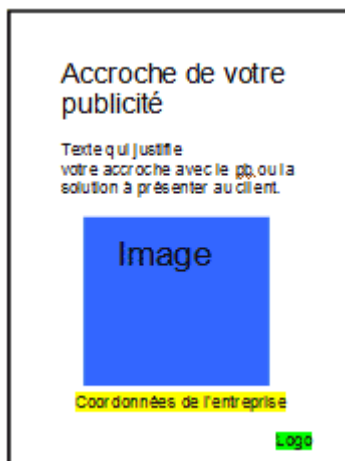 Accroche de votre
publicité
Texte qui justifie
votre accroche avec le pb ou la
solution à présenter au client.
Image
Coordonnées de l'entreprise
Logo